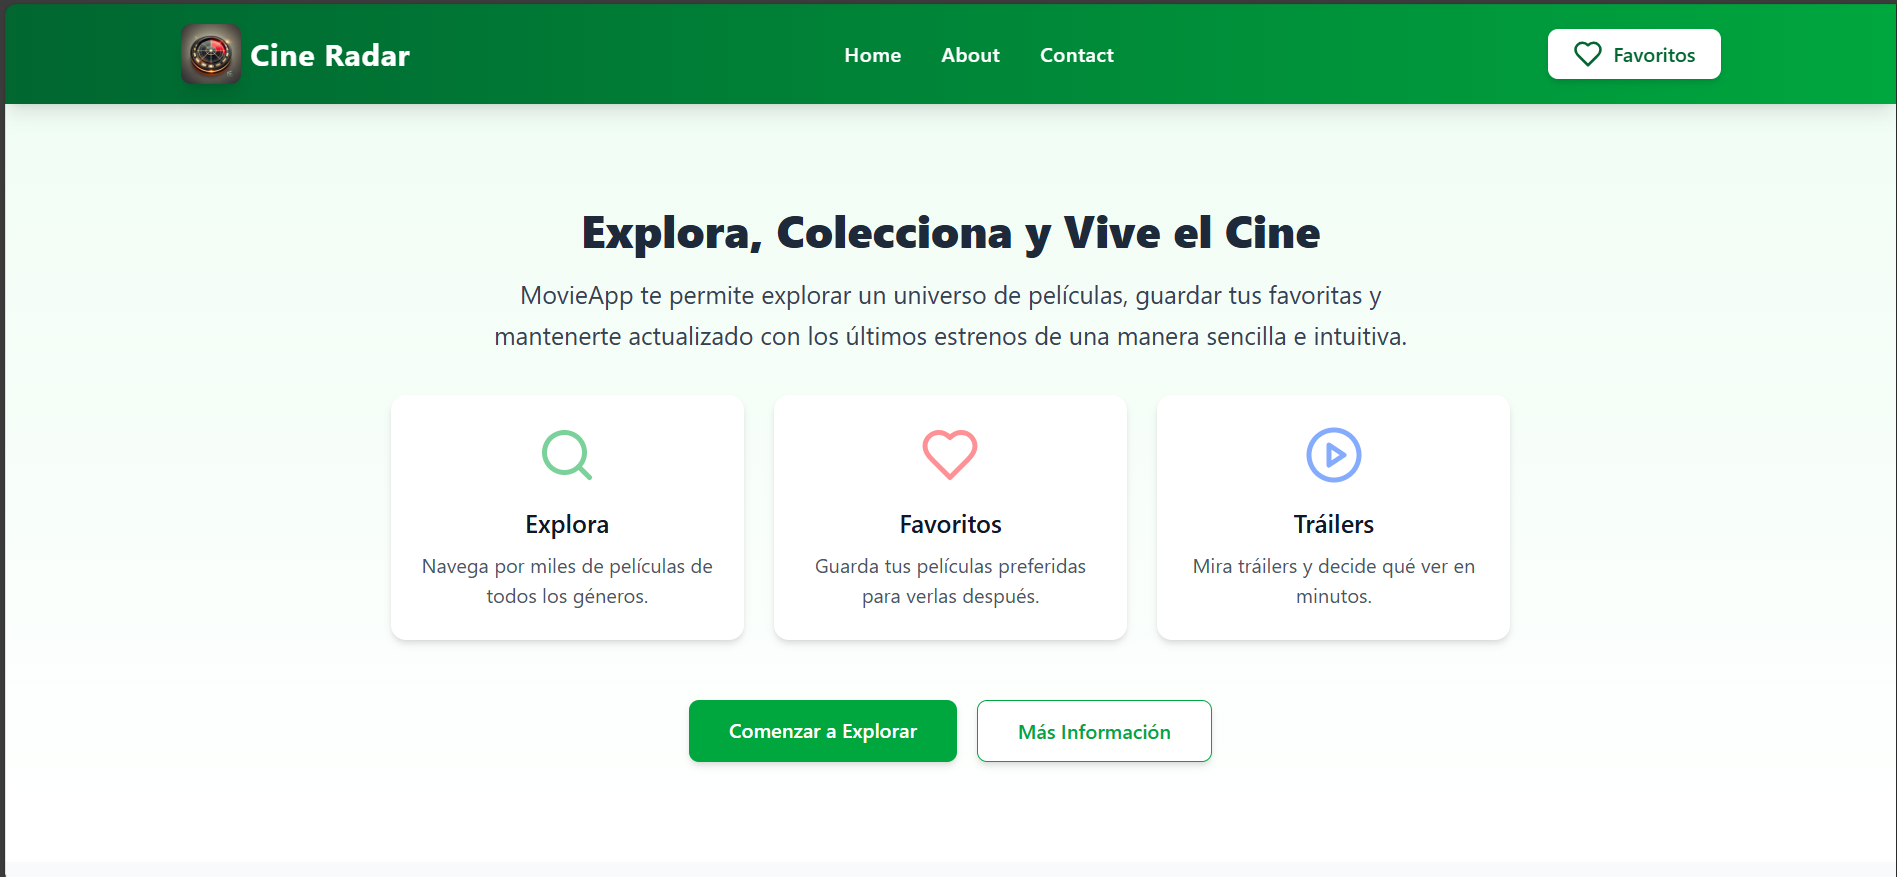 Cine Radar
Home
About
Contact
Favoritos
Explora, Colecciona y Vive el Cine
MovieApp te permite explorar un universo de películas, guardar tus favoritas y
mantenerte actualizado con los últimos estrenos de una manera sencilla e intuitiva.
Explora
Navega por miles de películas de
todos los géneros.
Favoritos
Guarda tus películas preferidas
para verlas después.
Tráilers
Mira tráilers y decide qué ver en
minutos.
Comenzar a Explorar
Más Información